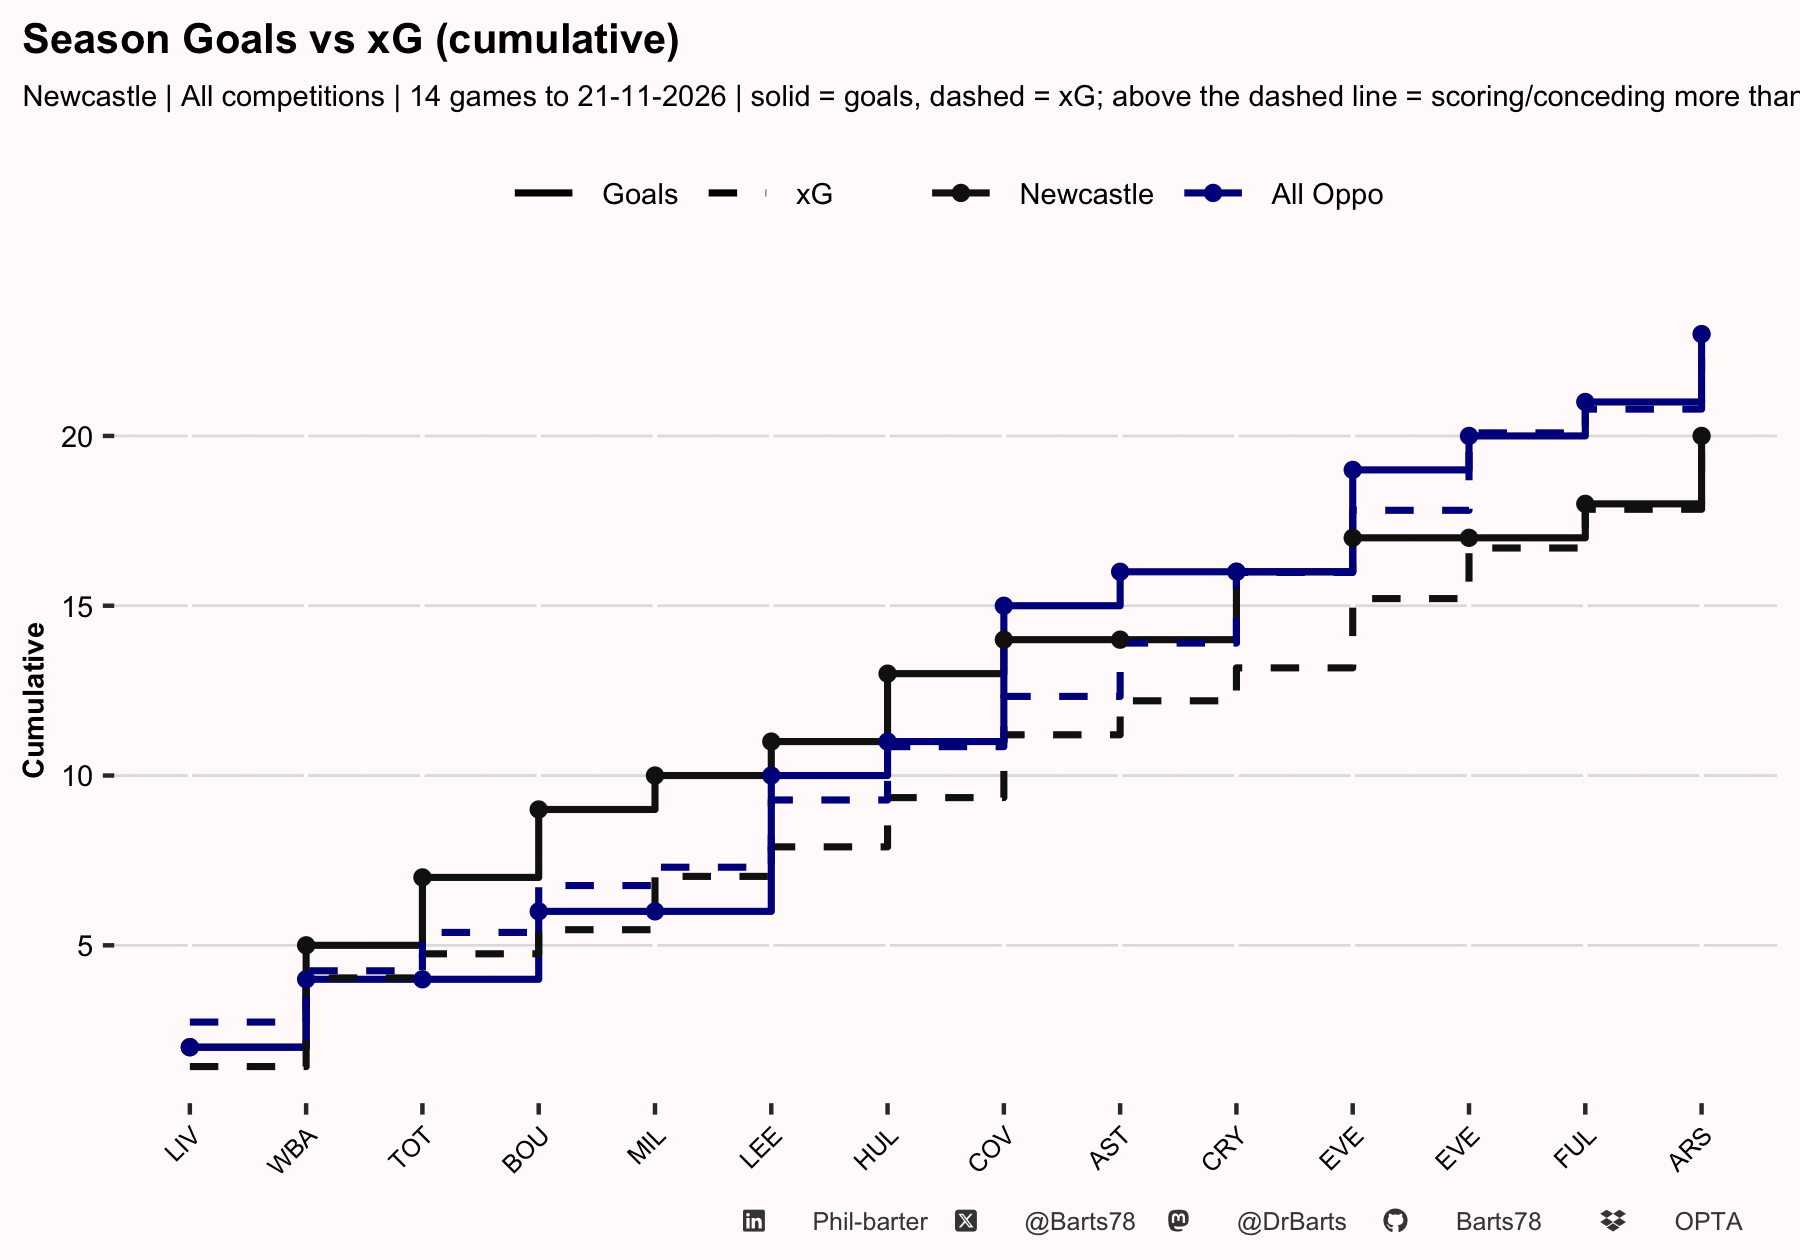 Season Goals vs xG (cumulative)
Newcastle | All competitions | 14 games to 21-11-2026 | solid = goals, dashed = xG; above the dashed line = scoring/conceding more than
Goals xG Newcastle All Oppo
Cumulative
20
15
10
5
LIV WBA TOT BOU MIL LEE HUL COV AST CRY EVE EVE FUL ARS
Phil-barter @Barts78 @DrBarts Barts78 OPTA